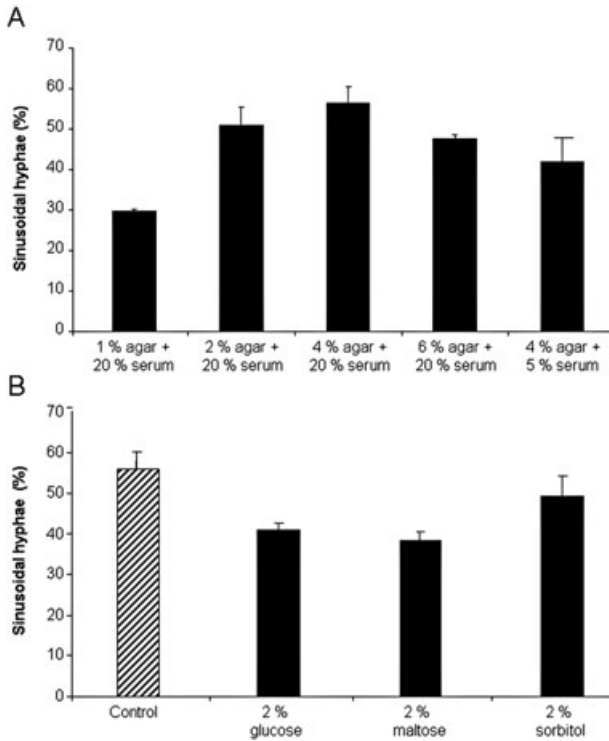 A
Sinusoidal hyphae (%)
70
60
50
40
30
20
10
0
1 % agar +
20 % serum
2 % agar +
20 % serum
4 % agar +
20 % serum
6 % agar +
20 % serum
4 % agar +
5 % serum
B
Sinusoidal hyphae (%)
70
60
50
40
30
20
10
0
Control
2 %
glucose
2 %
maltose
2 %
sorbitol